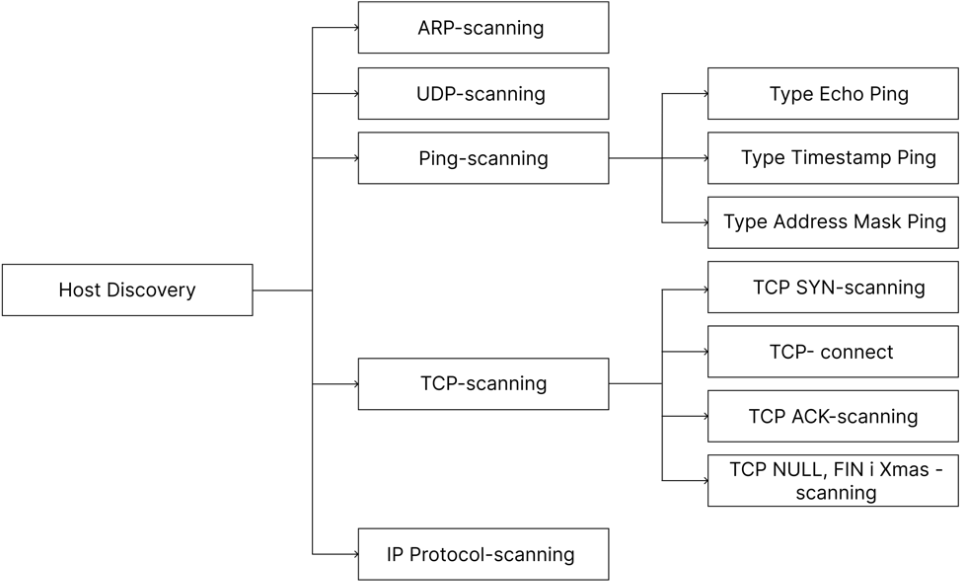 Host Discovery
ARP-scanning
UDP-scanning
Ping-scanning
Type Echo Ping
Type Timestamp Ping
Type Address Mask Ping
TCP-scanning
TCP SYN-scanning
TCP- connect
TCP ACK-scanning
TCP NULL, FIN i Xmas -
scanning
IP Protocol-scanning